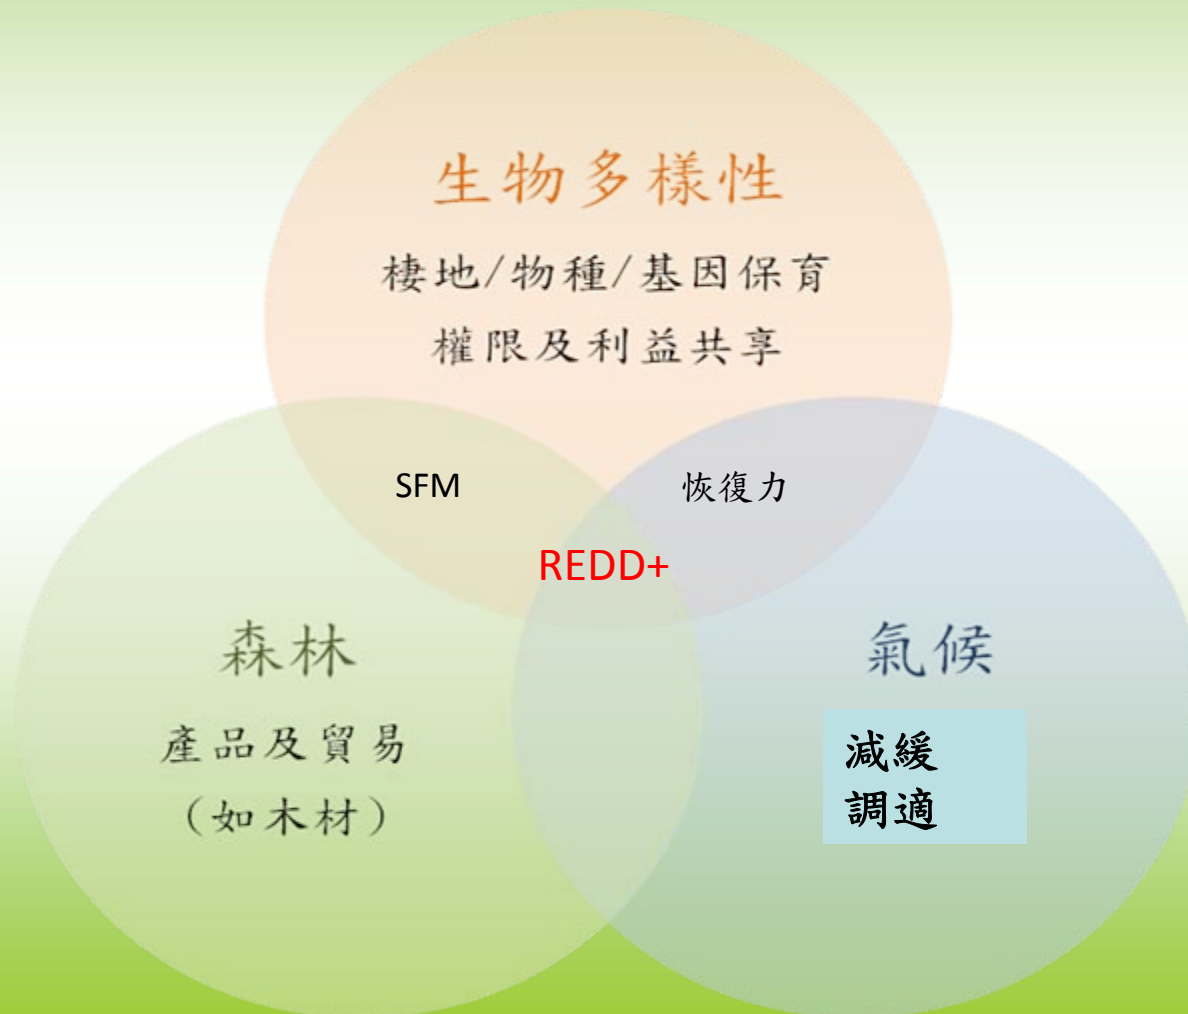 生物多樣性
棲地/物種/基因保育
權限及利益共享
SFM
恢復力
REDD+
森林
產品及貿易
（如木材）
氣候
減緩
調適